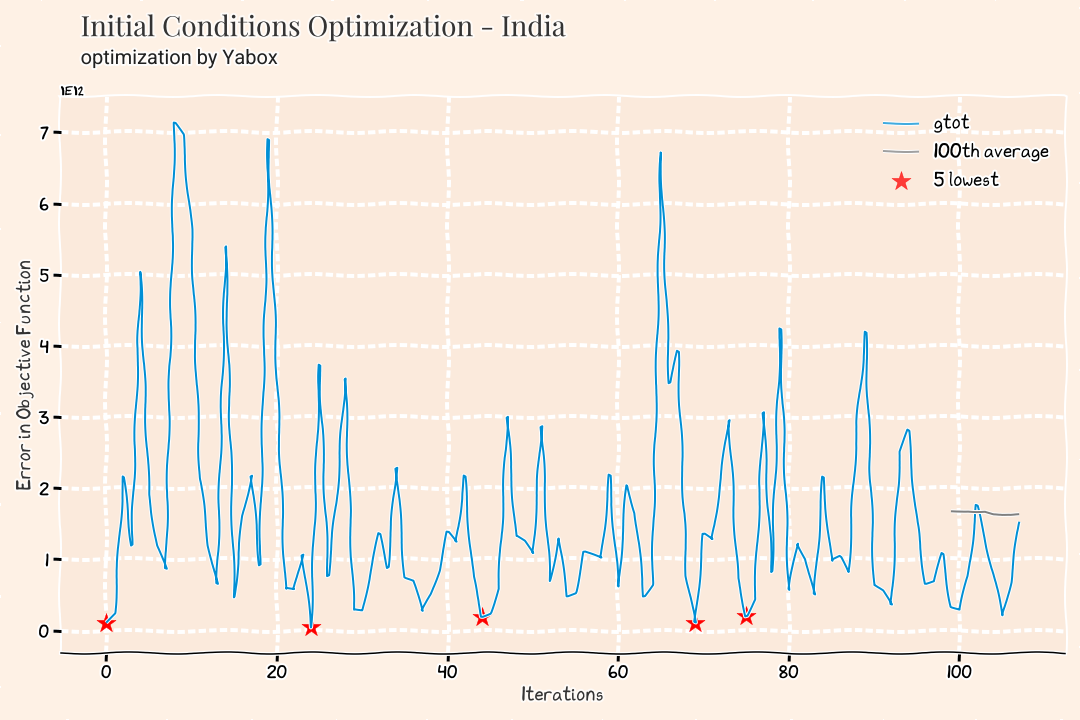 Initial Conditions Optimization - India
optimization by Yabox
1E12
gtot
100th average
5 lowest
7
6
5
4
3
2
1
0
Error in Objective Function
0 20 40 60 80 100
Iterations